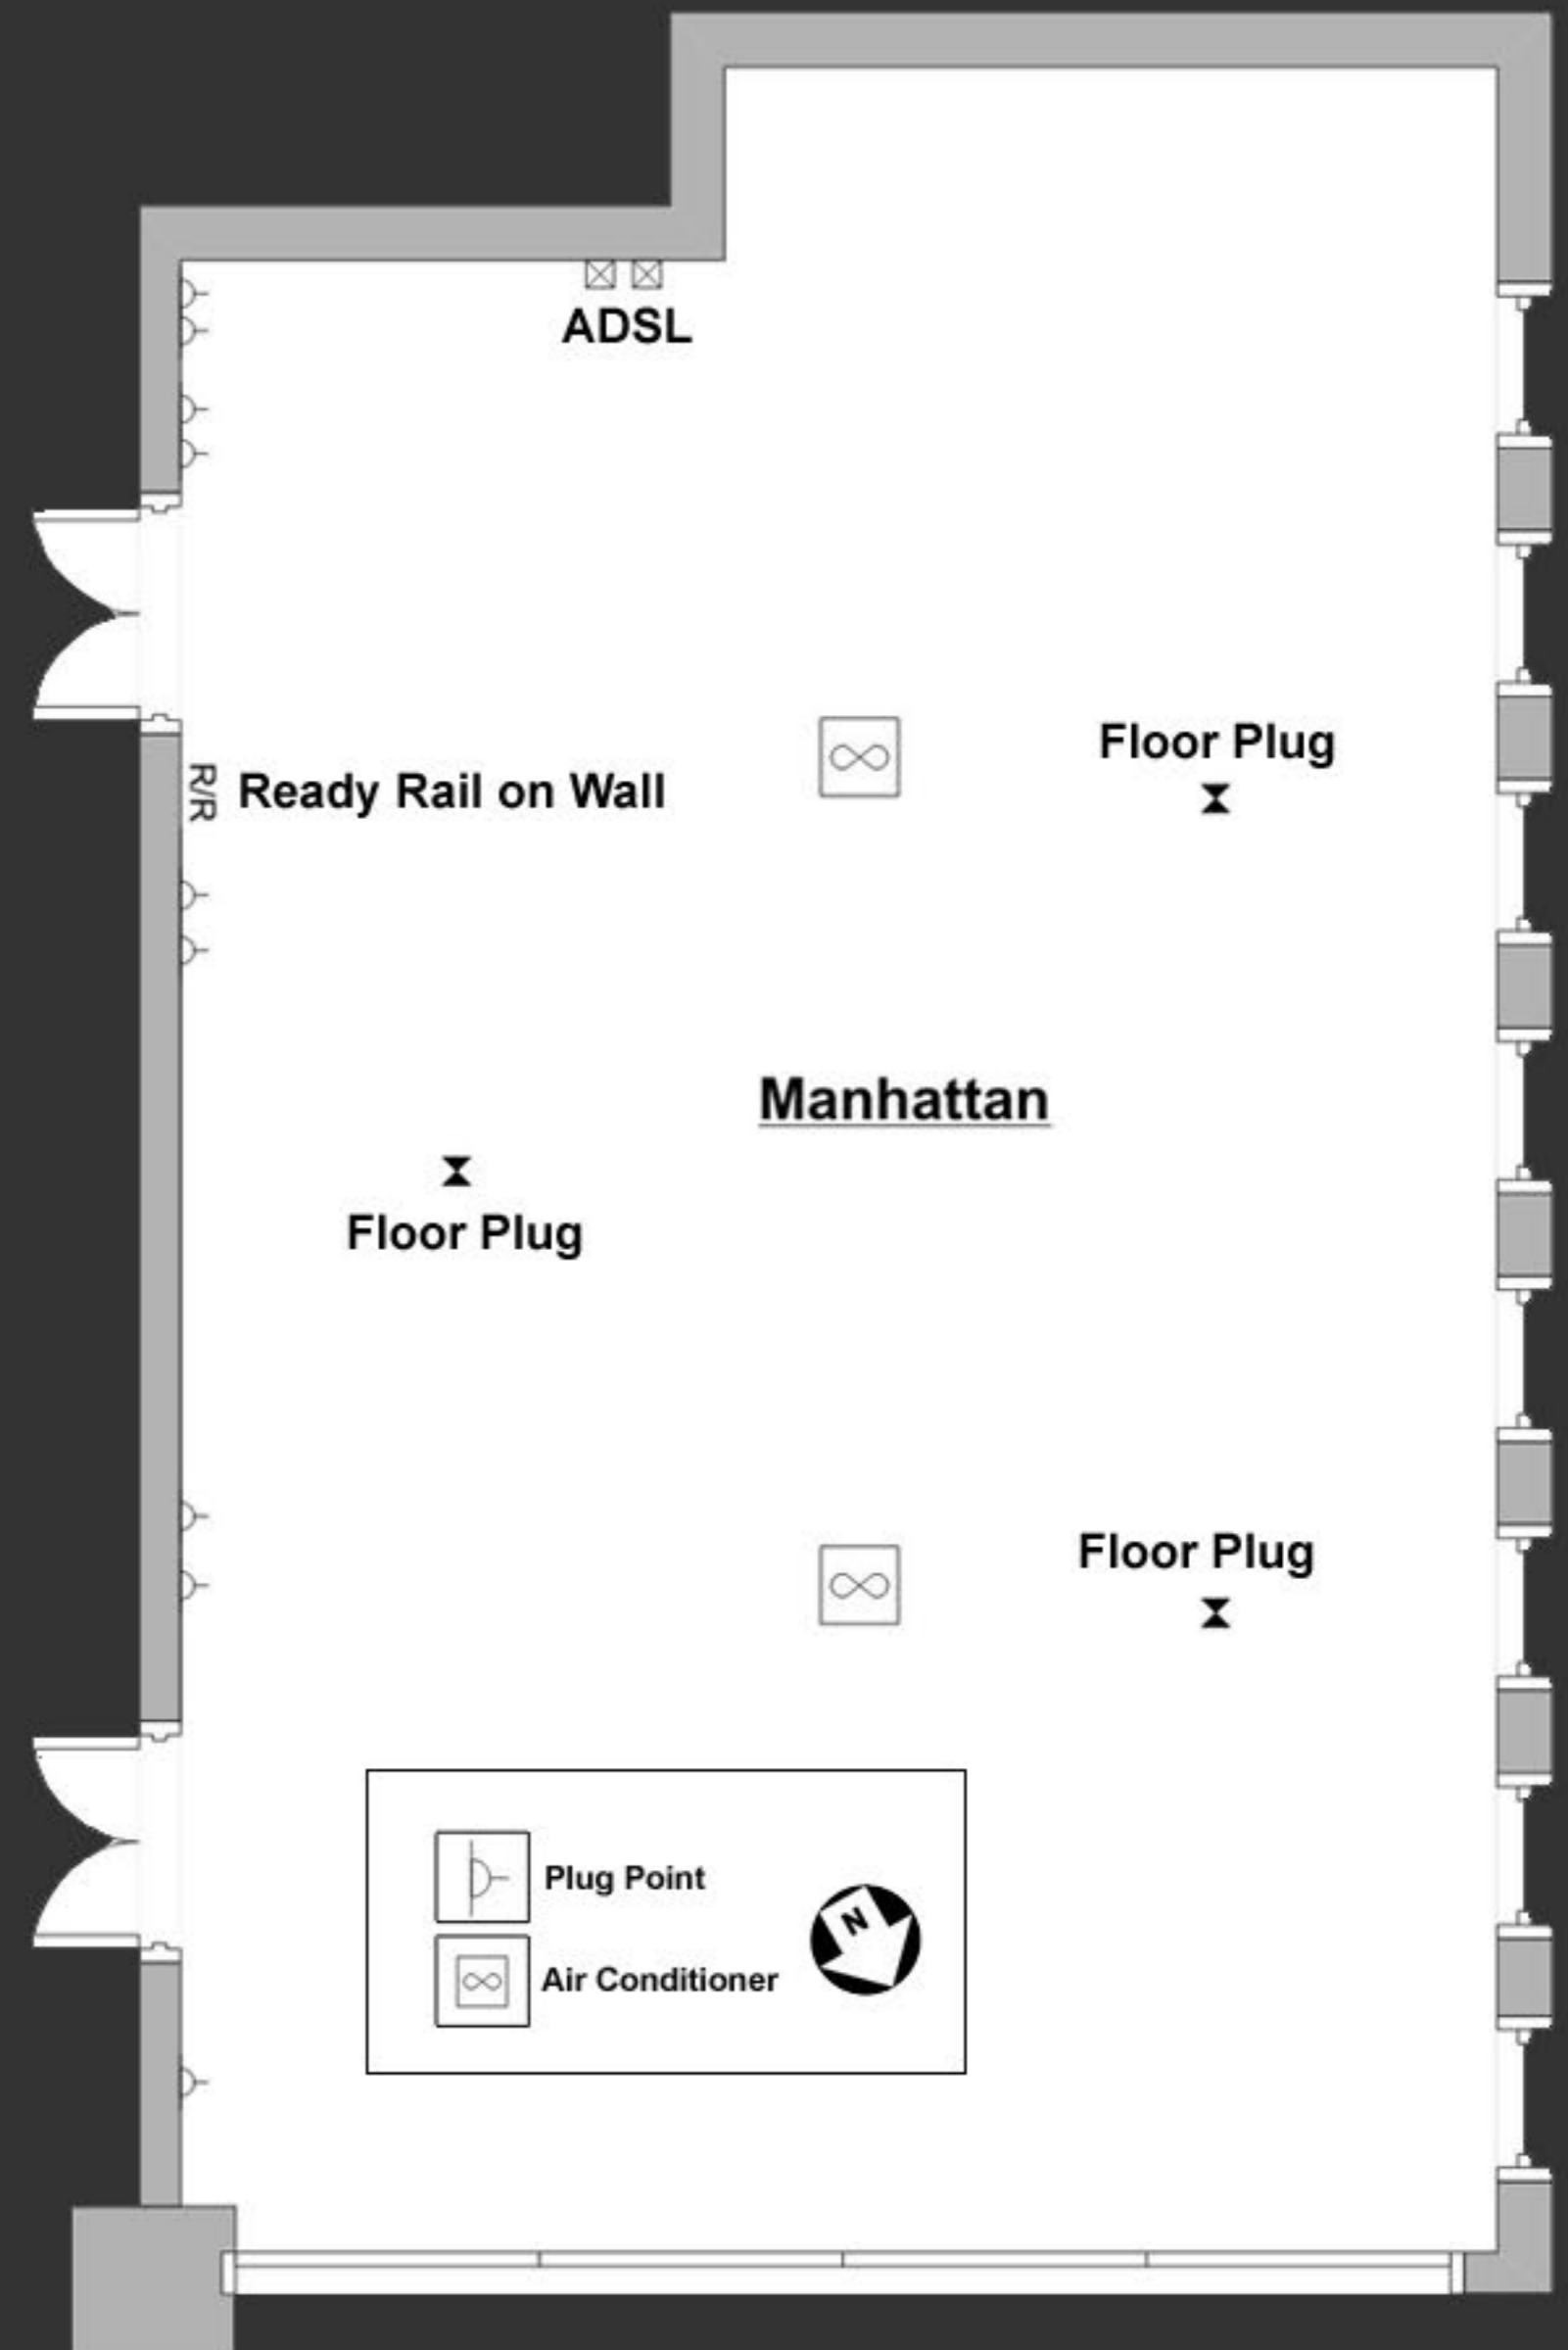 ADSL
Floor Plug
R/R
Ready Rail on Wall
Manhattan
Floor Plug
Floor Plug
Plug Point
N
Air Conditioner